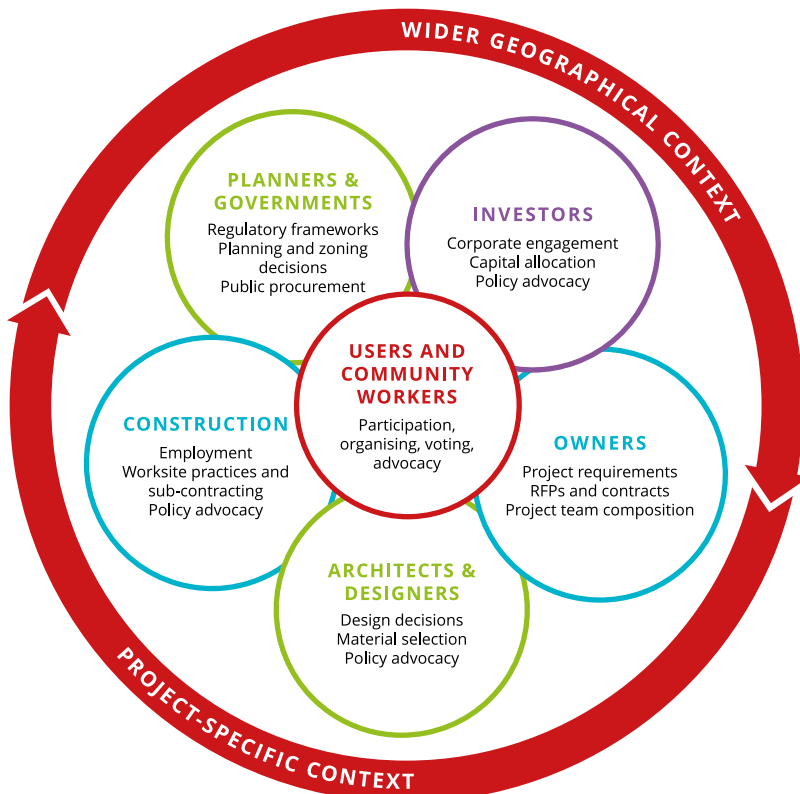 WIDER GEOGRAPHICAL CONTEXT
PLANNERS &
GOVERNMENTS
Regulatory frameworks
Planning and zoning
decisions
Public procurement
INVESTORS
Corporate engagement
Capital allocation
Policy advocacy
USERS AND
COMMUNITY
WORKERS
Participation,
organising, voting,
advocacy
CONSTRUCTION
Employment
Worksite practices and
sub-contracting
Policy advocacy
OWNERS
Project requirements
RFPs and contracts
Project team composition
ARCHITECTS &
DESIGNERS
Design decisions
Material selection
Policy advocacy
PROJECT-SPECIFIC CONTEXT